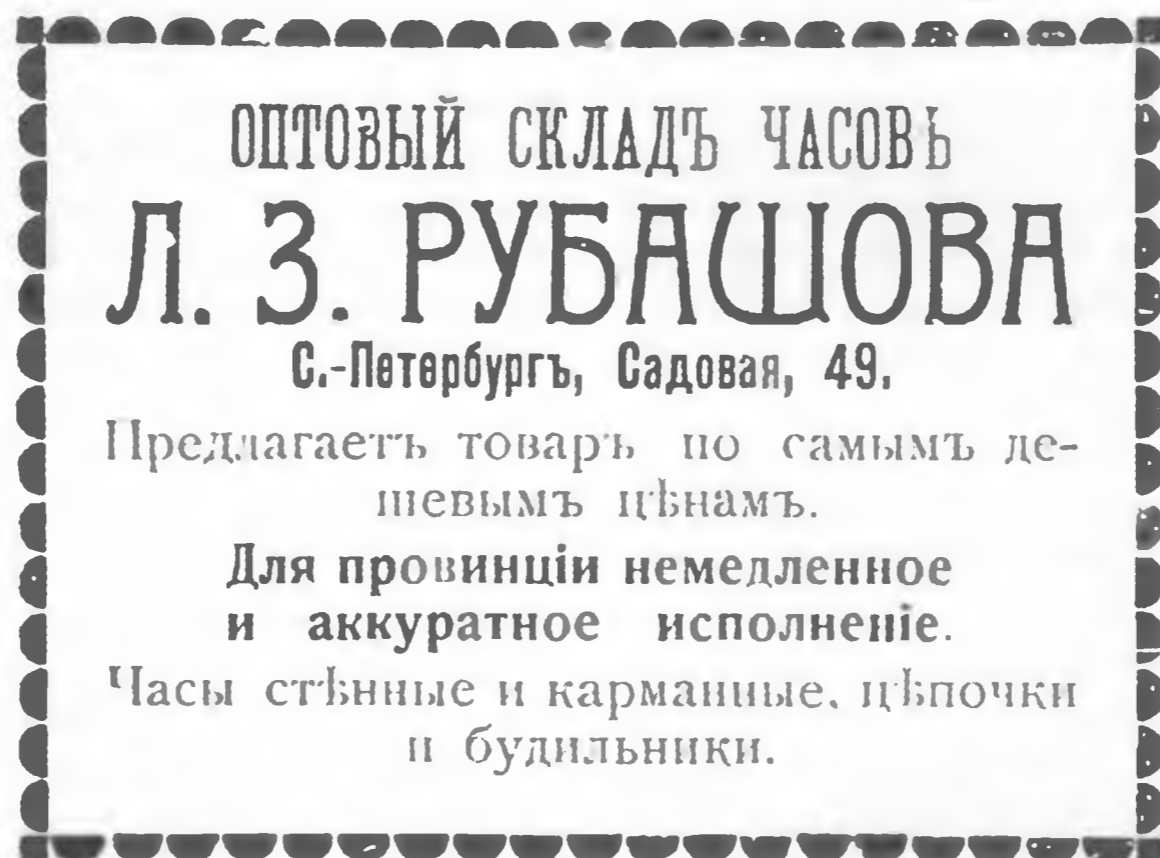 ОПТОВЫЙ СКЛАДЪ ЧАСОВЪ
Л. З. РУБАШОВА
С.-Петербургъ, Садовая, 49.
Предлагаетъ товаръ по самымъ де-
шевымъ цѣнамъ.
Для провинціи немедленное
и аккуратное исполненіе.
Часы стѣнные и карманные, цѣпочки
и будильники.